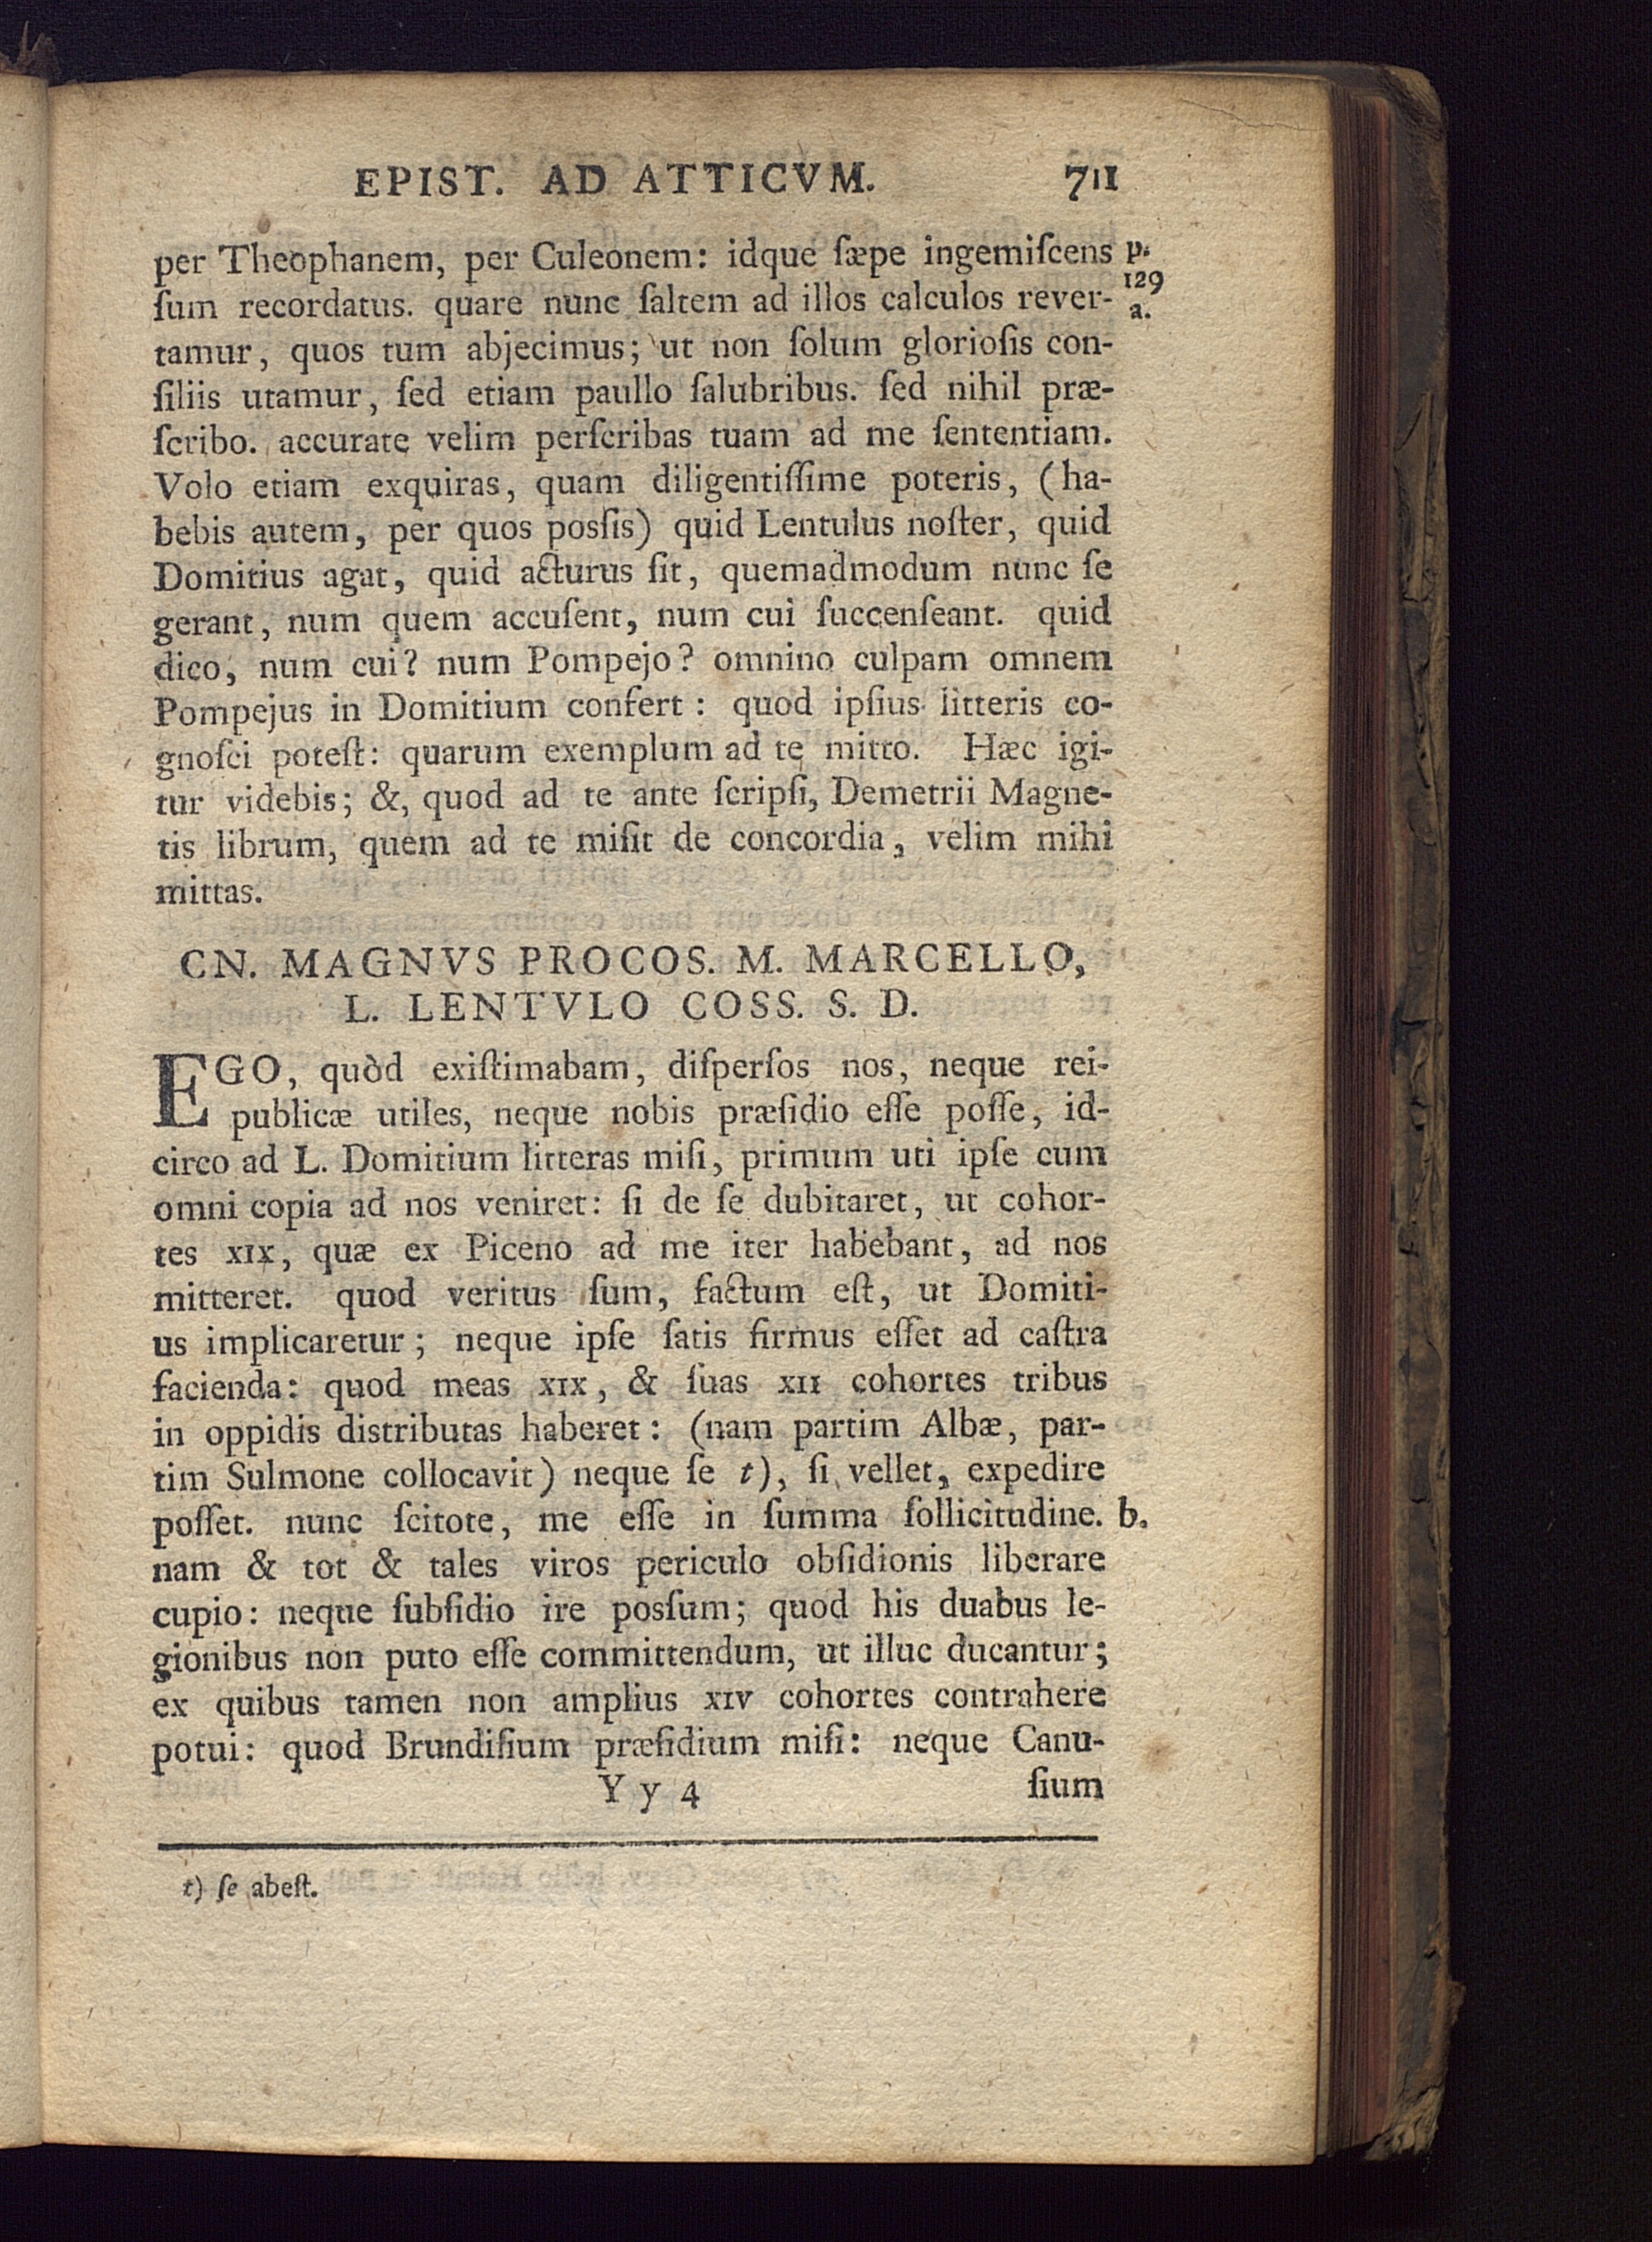 EPIST. AD ATTICVM. 711
per Theophanem, per Culeonem: idque ſæpe ingemiſcens p.
129
ſum recordatus. quare nunc ſaltem ad illos calculos rever- a.
tamur, quos tum abjecimus; ut non ſolum glorioſis con-
ſiliis utamur, ſed etiam paullo ſalubribus. ſed nihil præ-
ſcribo. accurate velim perſcribas tuam ad me ſententiam.
Volo etiam exquiras, quam diligentiſſime poteris, (ha-
bebis autem, per quos posſis) quid Lentulus noſter, quid
Domitius agat, quid acturus ſit, quemadmodum nunc ſe
gerant, num quem accuſent, num cui ſuccenſeant. quid
dico, num cui? num Pompejo? omnino culpam omnem
Pompejus in Domitium confert: quod ipſius litteris co-
gnoſci poteſt: quarum exemplum ad te mitto. Hæc igi-
tur videbis; &, quod ad te ante ſcripſi, Demetrii Magne-
tis librum, quem ad te miſit de concordia, velim mihi
mittas.
CN. MAGNVS PROCOS. M. MARCELLO,
L. LENTVLO COSS. S. D.
EGO, quòd exiſtimabam, diſperſos nos, neque rei-
publicæ utiles, neque nobis præſidio eſſe poſſe, id-
circo ad L. Domitium litteras miſi, primum uti ipſe cum
omni copia ad nos veniret: ſi de ſe dubitaret, ut cohor-
tes XIX, quæ ex Piceno ad me iter habebant, ad nos
mitteret. quod veritus ſum, factum eſt, ut Domiti-
us implicaretur; neque ipſe ſatis firmus eſſet ad caſtra
facienda: quod meas XIX, & ſuas XII cohortes tribus
in oppidis distributas haberet: (nam partim Albæ, par-
tim Sulmone collocavit) neque ſe t), ſi vellet, expedire
poſſet. nunc ſcitote, me eſſe in ſumma ſollicitudine. b.
nam & tot & tales viros periculo obſidionis liberare
cupio: neque ſubſidio ire posſum; quod his duabus le-
gionibus non puto eſſe committendum, ut illuc ducantur;
ex quibus tamen non amplius XIV cohortes contrahere
potui: quod Brundiſium præſidium miſi: neque Canu-
Y y 4 ſium
t) ſe abeſt.